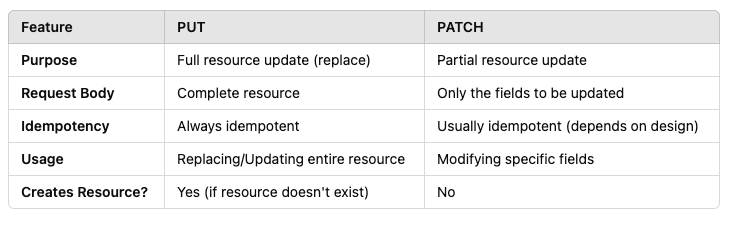 Feature PUT PATCH
Purpose Full resource update (replace) Partial resource update
Request Body Complete resource Only the fields to be updated
Idempotency Always idempotent Usually idempotent (depends on design)
Usage Replacing/Updating entire resource Modifying specific fields
Creates Resource? Yes (if resource doesn't exist) No